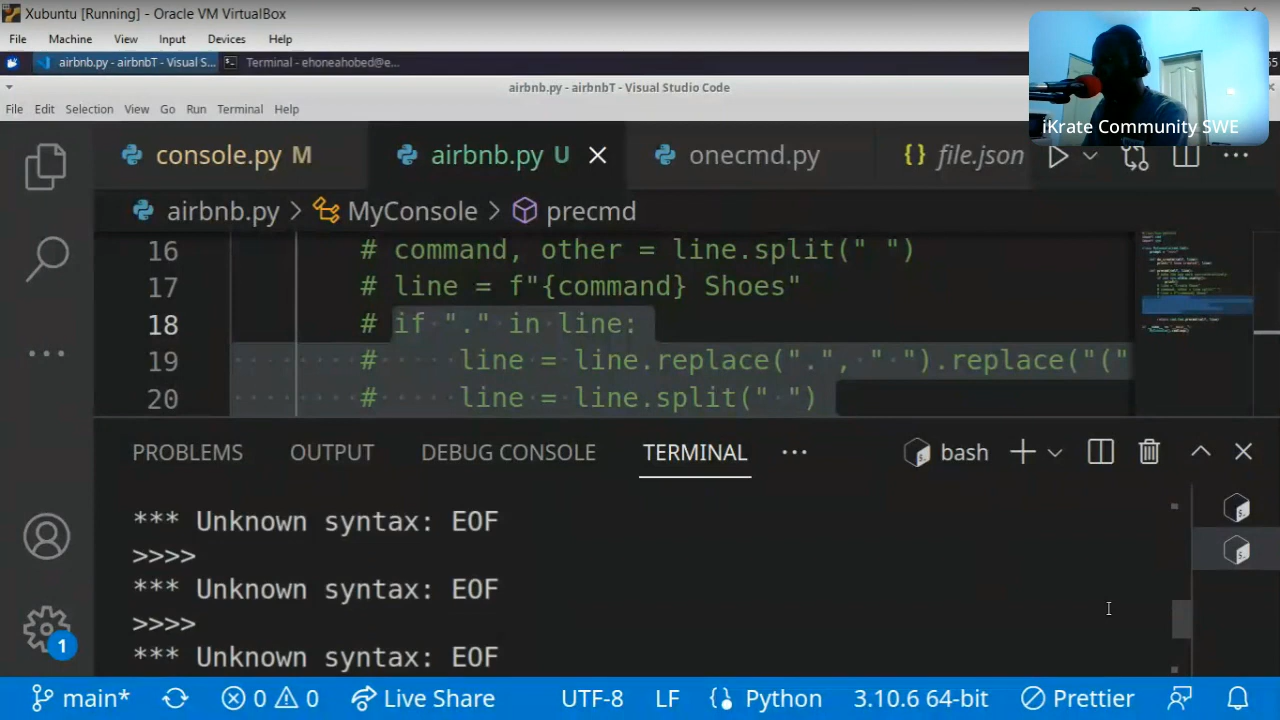 Xubuntu [Running] - Oracle VM VirtualBox
File Machine View Input Devices Help
airbnb.py - airbnbT - Visual S... Terminal - ehoneahobed@e...
airbnb.py - airbnbT - Visual Studio Code
File Edit Selection View Go Run Terminal Help
iKrate Community SWE
console.py M airbnb.py U onecmd.py {} file.json
airbnb.py > MyConsole > precmd
16 # command, other = line.split(" ")
17 # line = f"{command} Shoes"
18 # if "." in line:
19 # line = line.replace(".", " ").replace("("
20 # line = line.split(" ")
PROBLEMS OUTPUT DEBUG CONSOLE TERMINAL ... bash
*** Unknown syntax: EOF
>>>>
*** Unknown syntax: EOF
>>>>
*** Unknown syntax: EOF
1
main* 0 0 Live Share UTF-8 LF {} Python 3.10.6 64-bit Prettier